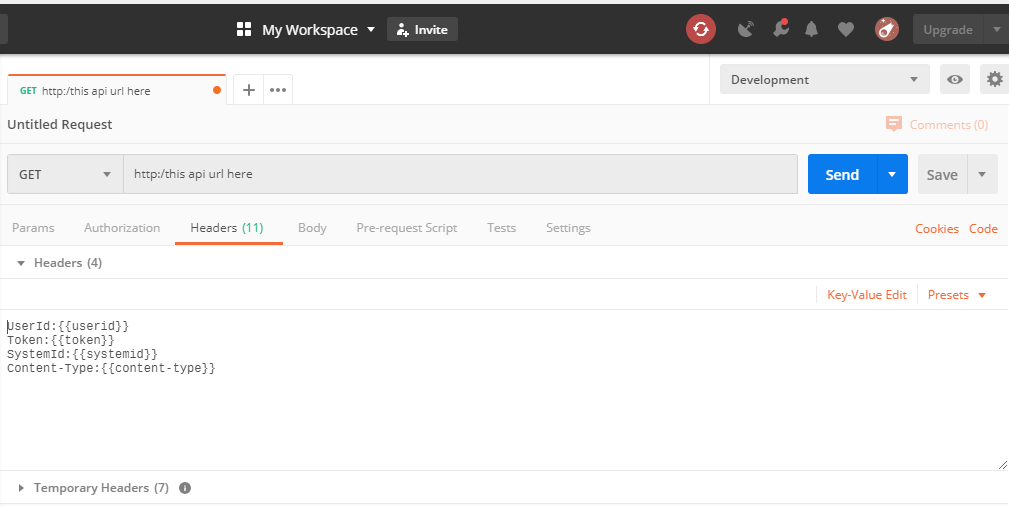 My Workspace Invite Upgrade
GET http:/this api url here
Development
Untitled Request
Comments (0)
GET http:/this api url here Send Save
Params Authorization Headers (11) Body Pre-request Script Tests Settings Cookies Code
Headers (4)
Key-Value Edit Presets
UserId:{{userid}}
Token:{{token}}
SystemId:{{systemid}}
Content-Type:{{content-type}}
Temporary Headers (7)